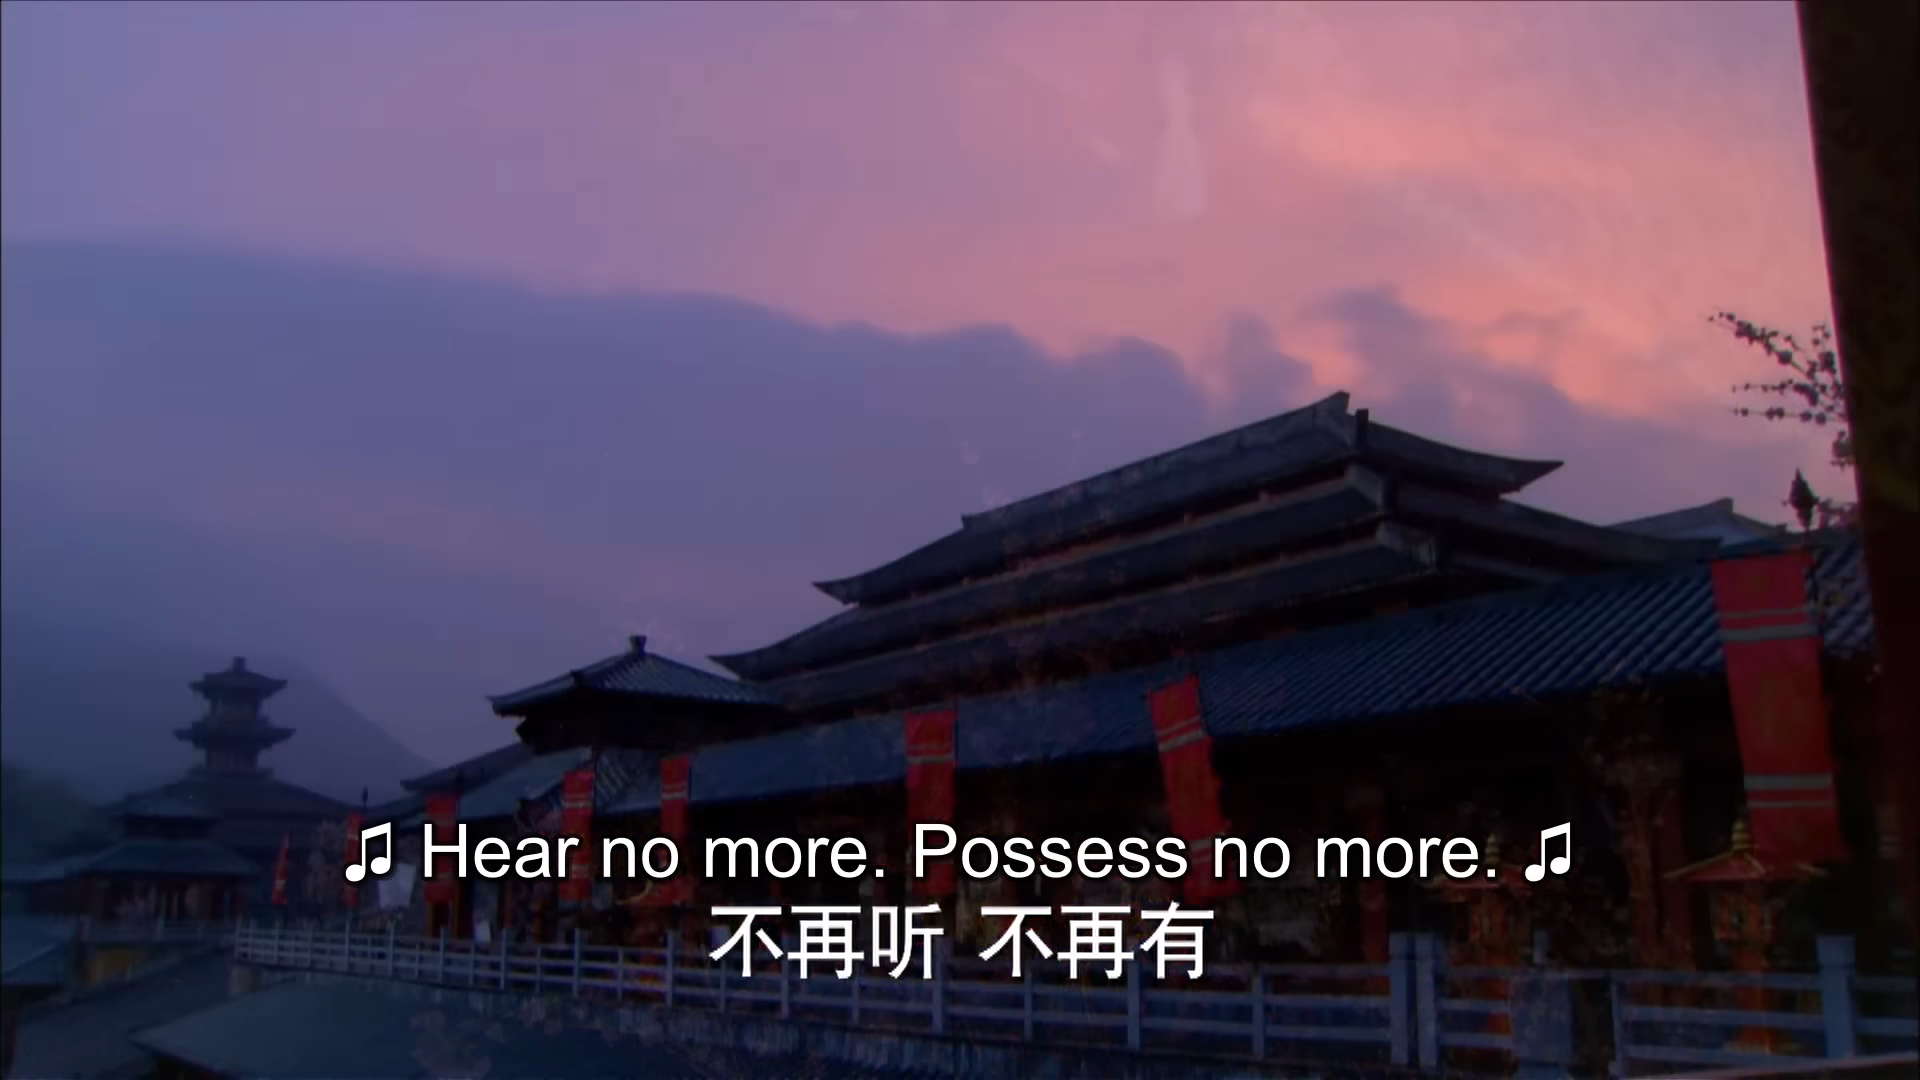 ♫ Hear no more. Possess no more. ♫
不再听 不再有